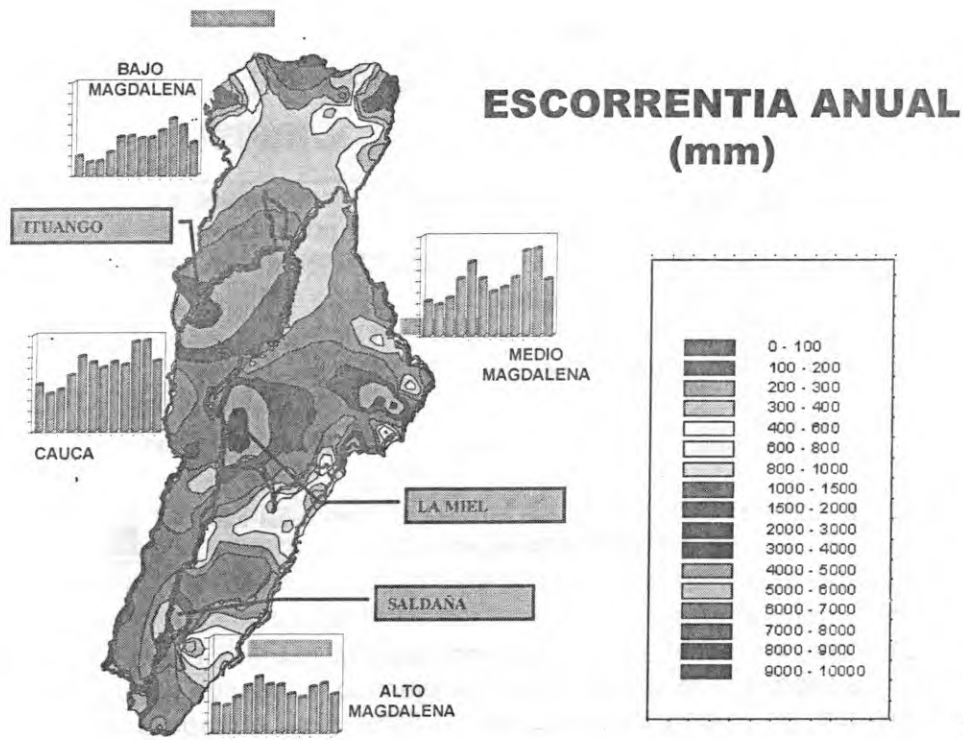 ESCORRENTIA ANUAL
(mm)
BAJO
MAGDALENA
ITUANGO
MEDIO
MAGDALENA
CAUCA
LA MIEL
SALDAÑA
ALTO
MAGDALENA
0 - 100
100 - 200
200 - 300
300 - 400
400 - 600
600 - 800
800 - 1000
1000 - 1500
1500 - 2000
2000 - 3000
3000 - 4000
4000 - 5000
5000 - 6000
6000 - 7000
7000 - 8000
8000 - 9000
9000 - 10000